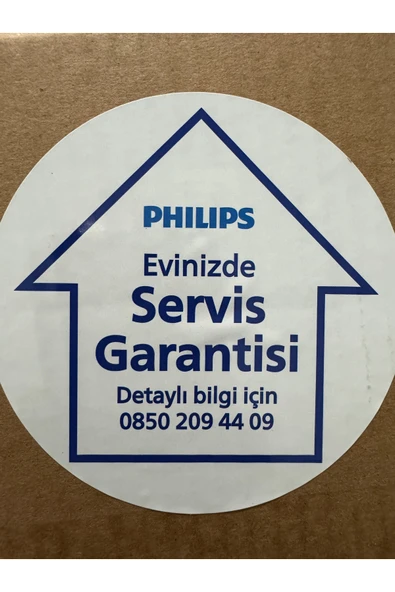 PHILIPS
Evinizde
Servis
Garantisi
Detaylı bilgi için
0850 209 44 09